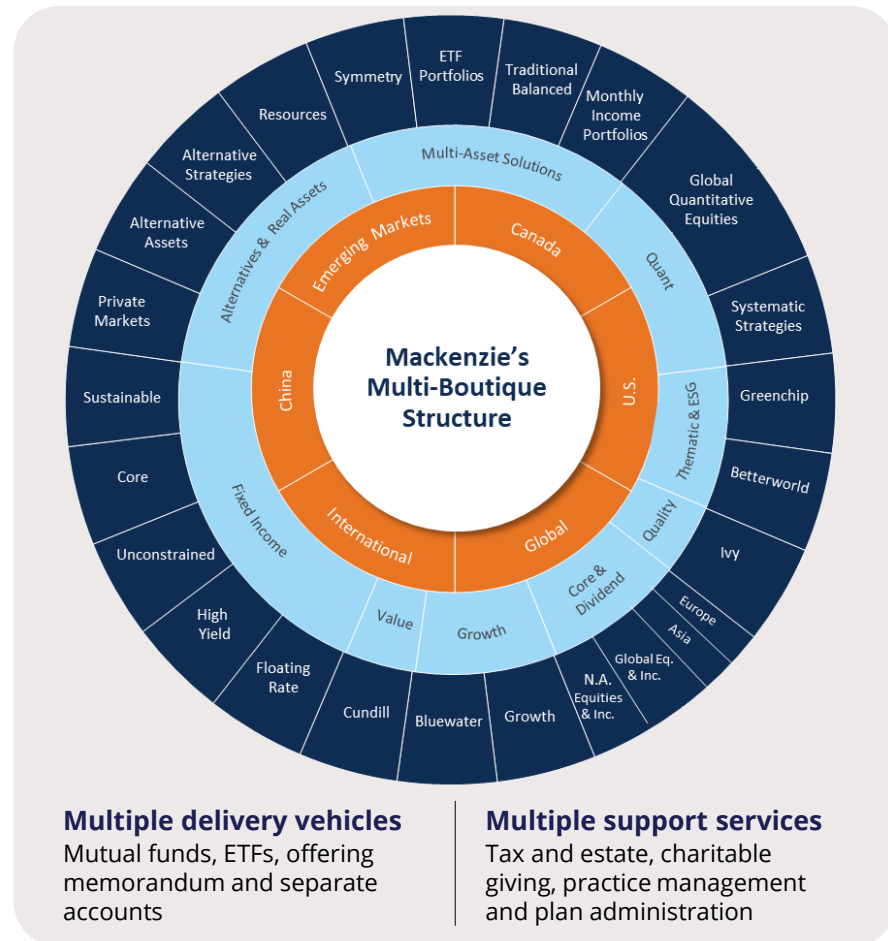 Mackenzie's
Multi-Boutique
Structure
Emerging Markets
Canada
U.S.
Global
International
China
Multi-Asset Solutions
Quant
Thematic & ESG
Quality
Core &
Dividend
Growth
Value
Fixed Income
Alternatives & Real Assets
Symmetry
ETF
Portfolios
Traditional
Balanced
Monthly
Income
Portfolios
Global
Quantitative
Equities
Systematic
Strategies
Greenchip
Betterworld
Ivy
Europe
Asia
Global Eq.
& Inc.
N.A.
Equities
& Inc.
Growth
Bluewater
Cundill
Floating
Rate
High
Yield
Unconstrained
Core
Sustainable
Private
Markets
Alternative
Assets
Alternative
Strategies
Resources
Multiple delivery vehicles
Mutual funds, ETFs, offering
memorandum and separate
accounts
Multiple support services
Tax and estate, charitable
giving, practice management
and plan administration